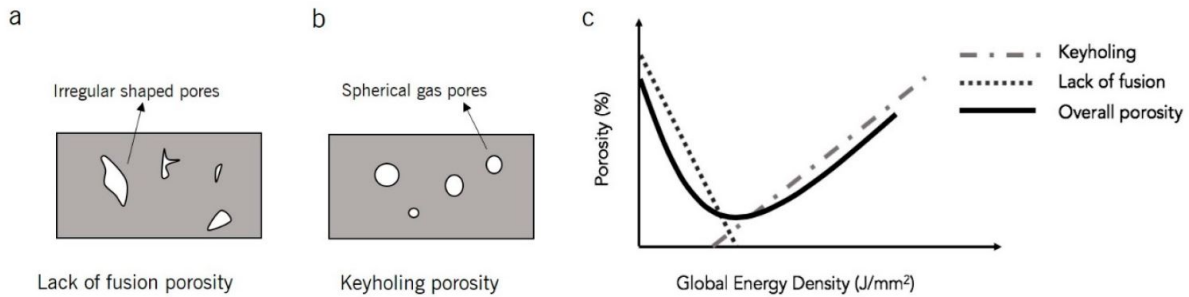 a
Irregular shaped pores
Lack of fusion porosity
b
Spherical gas pores
Keyholing porosity
c
Porosity (%)
Global Energy Density (J/mm²)
Keyholing
Lack of fusion
Overall porosity